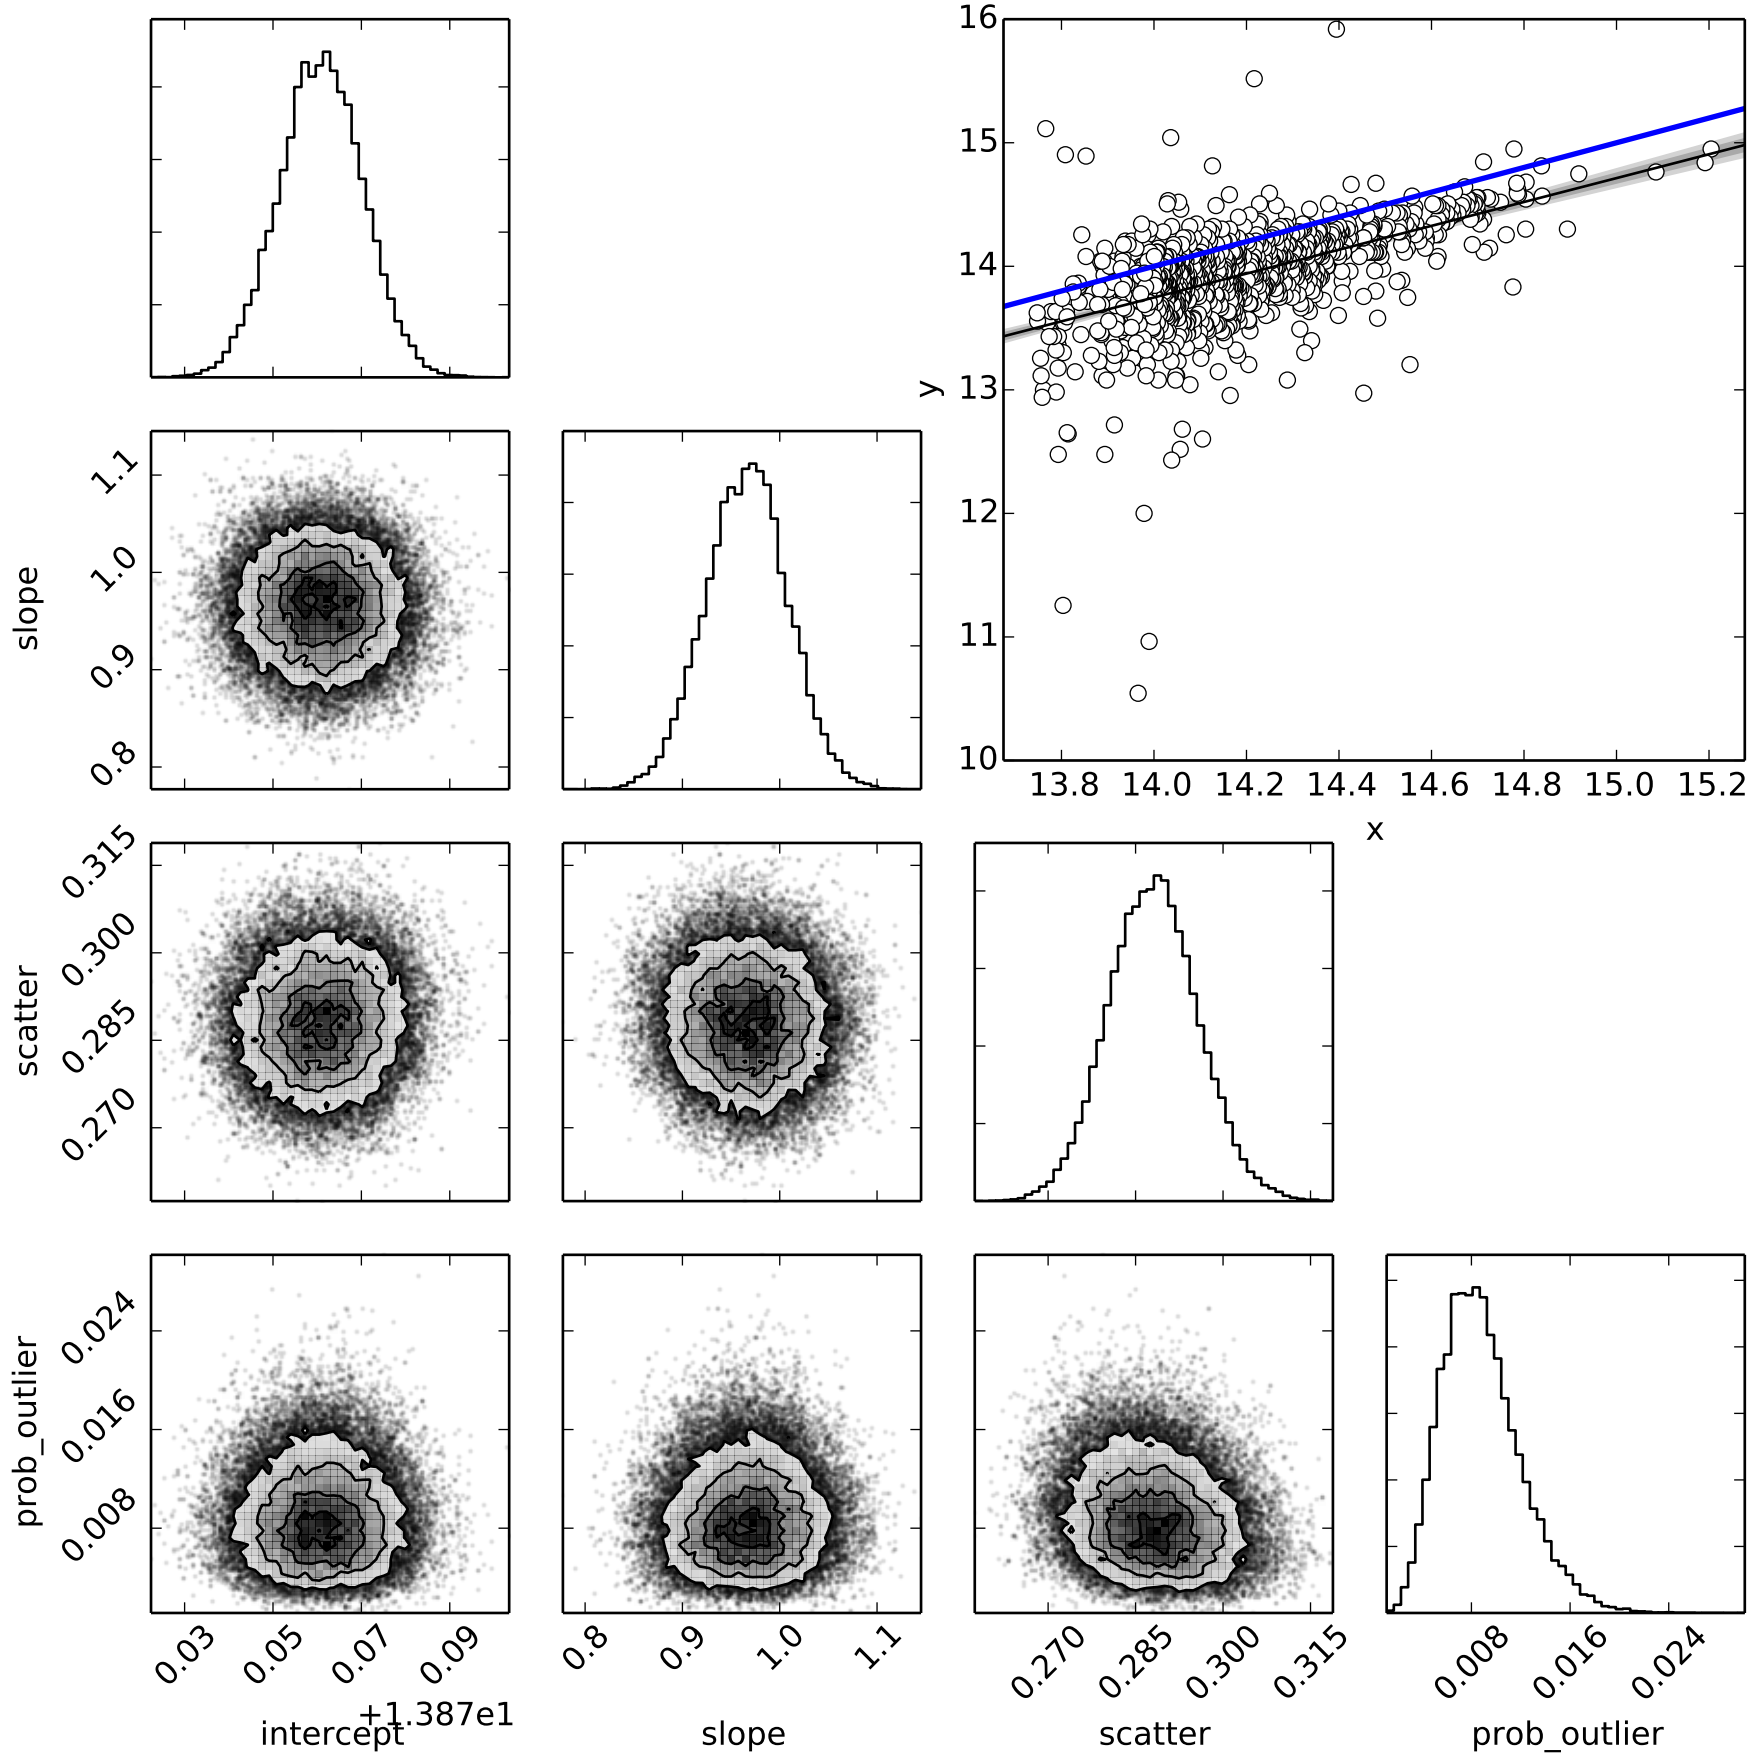 16
15
14
13
12
11
10
y
13.8 14.0 14.2 14.4 14.6 14.8 15.0 15.2
x
slope
1.1
1.0
0.9
0.8
scatter
0.315
0.300
0.285
0.270
prob_outlier
0.024
0.016
0.008
0.03 0.05 0.07 0.09
0.8 0.9 1.0 1.1
0.270 0.285 0.300 0.315
0.008 0.016 0.024
+1.387e1
intercept slope scatter prob_outlier